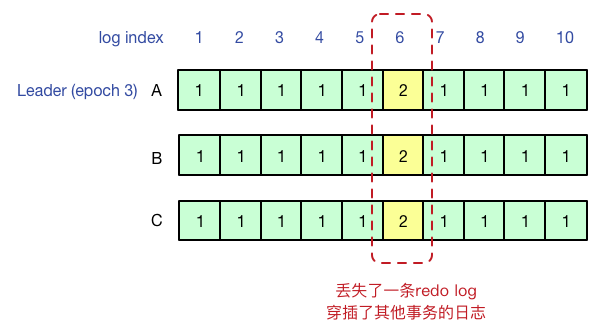 log index 1 2 3 4 5 6 7 8 9 10
Leader (epoch 3) A 1 1 1 1 1 2 1 1 1 1
B 1 1 1 1 1 2 1 1 1 1
C 1 1 1 1 1 2 1 1 1 1
丢失了一条redo log
穿插了其他事务的日志